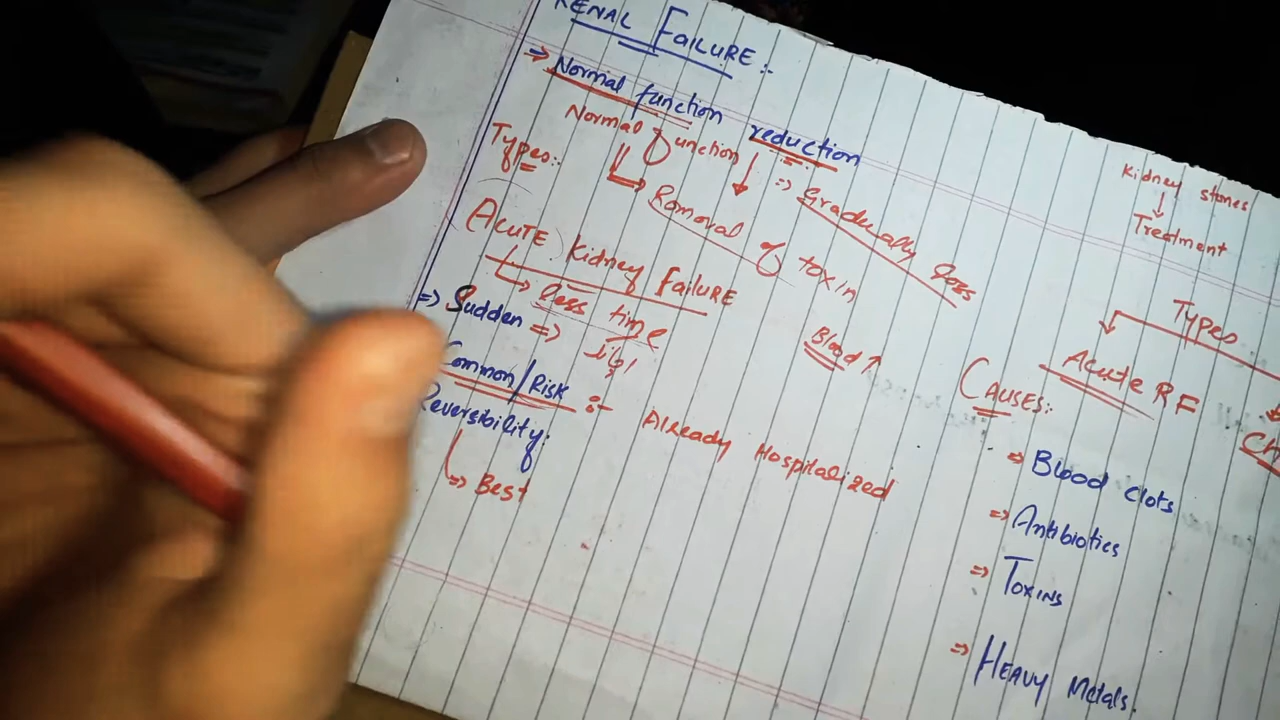 RENAL FAILURE:-
⇒ Normal function reduction
Normal function
⇒ Gradually loss
Types:-
Removal of toxin
(ACUTE) Kidney FAILURE
→ less time
⇒ Sudden ⇒
Blood ↑
Common/Risk :-
Already Hospitalized
Reversibility:
⇒ Best
Kidney stones
↓
Treatment
Types
Acute RF
CAUSES:-
⇒ Blood clots
⇒ Antibiotics
⇒ Toxins
⇒ HEAVY Metals.